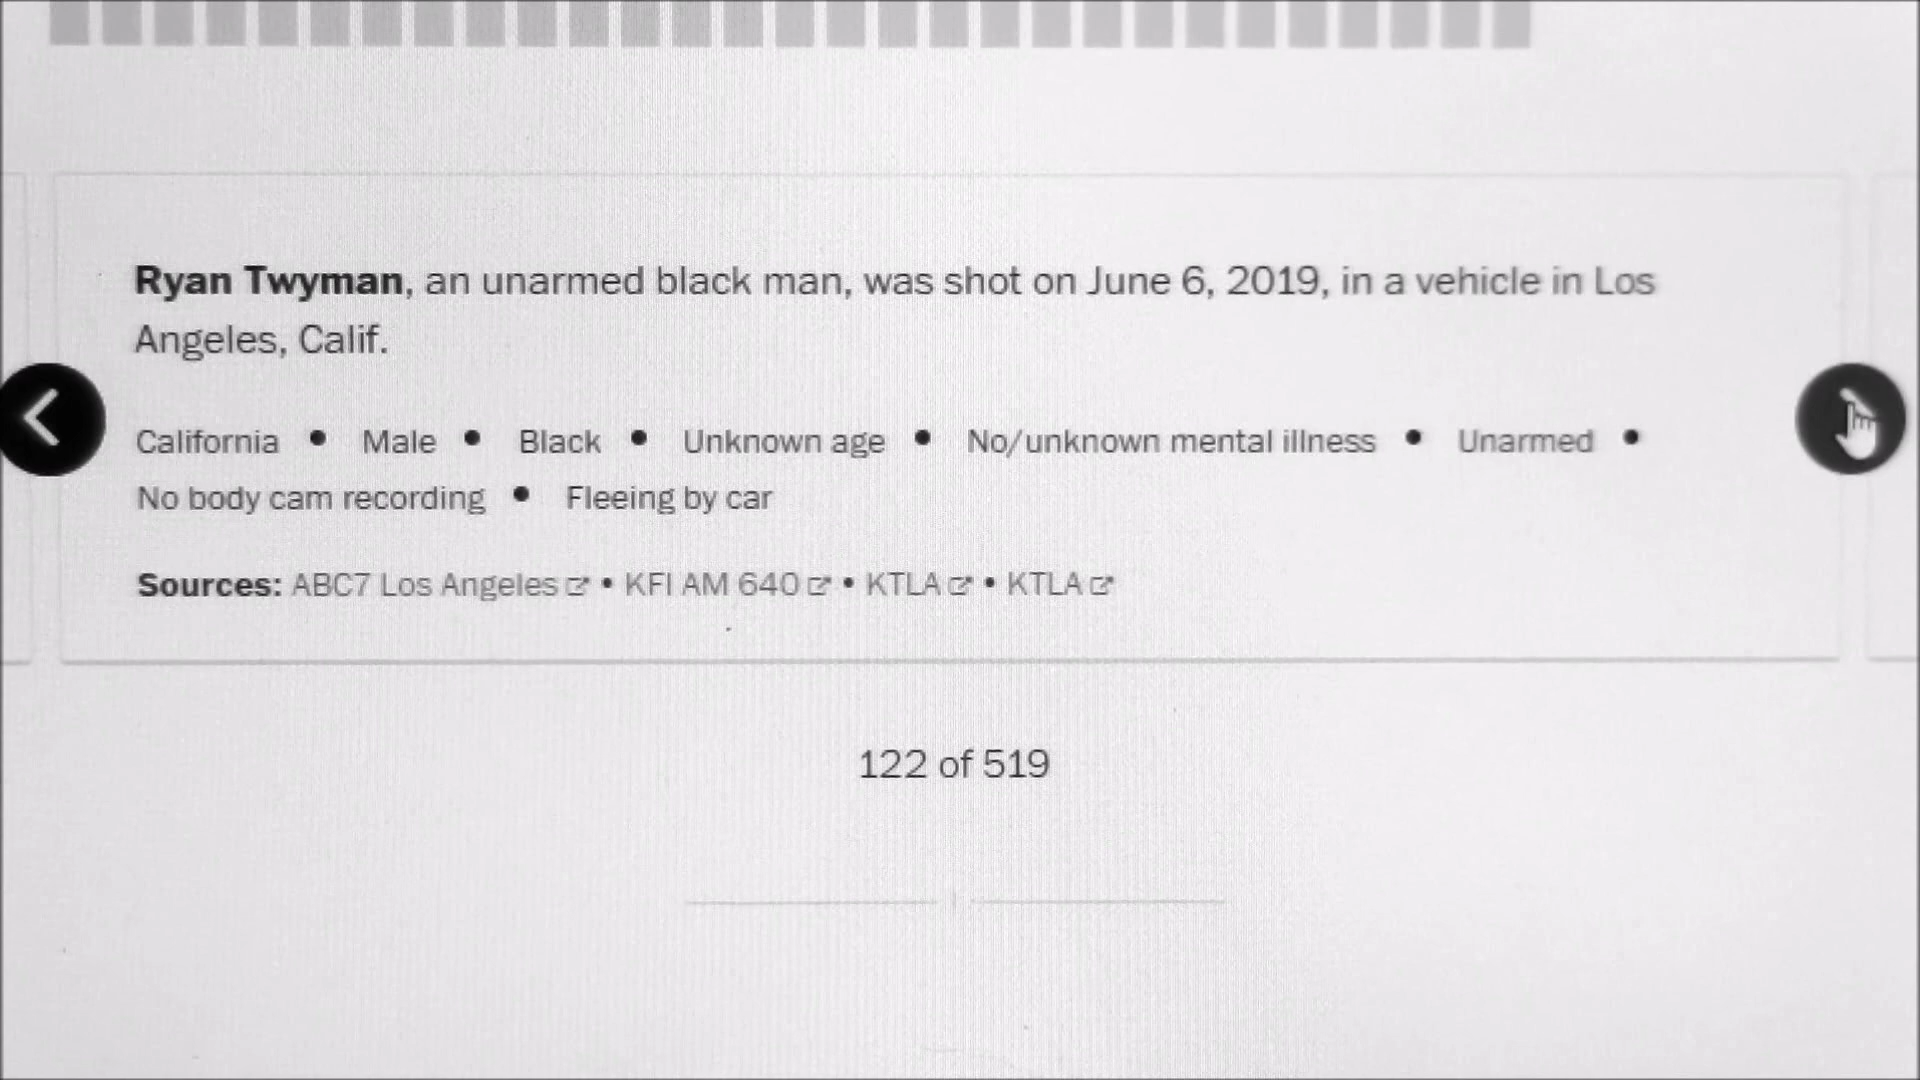 Ryan Twyman, an unarmed black man, was shot on June 6, 2019, in a vehicle in Los
Angeles, Calif.
California • Male • Black • Unknown age • No/unknown mental illness • Unarmed •
No body cam recording • Fleeing by car
Sources: ABC7 Los Angeles • KFI AM 640 • KTLA • KTLA
122 of 519